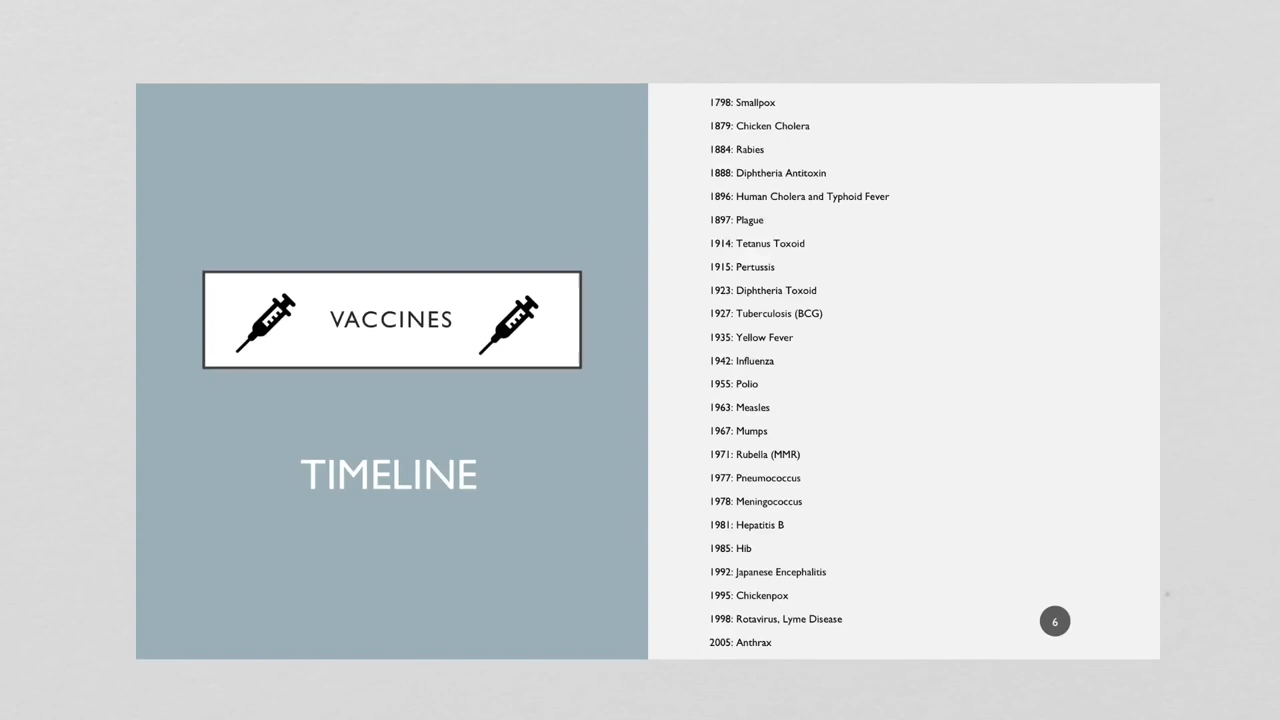 VACCINES
TIMELINE
1798: Smallpox
1879: Chicken Cholera
1884: Rabies
1888: Diphtheria Antitoxin
1896: Human Cholera and Typhoid Fever
1897: Plague
1914: Tetanus Toxoid
1915: Pertussis
1923: Diphtheria Toxoid
1927: Tuberculosis (BCG)
1935: Yellow Fever
1942: Influenza
1955: Polio
1963: Measles
1967: Mumps
1971: Rubella (MMR)
1977: Pneumococcus
1978: Meningococcus
1981: Hepatitis B
1985: Hib
1992: Japanese Encephalitis
1995: Chickenpox
1998: Rotavirus, Lyme Disease
2005: Anthrax
6